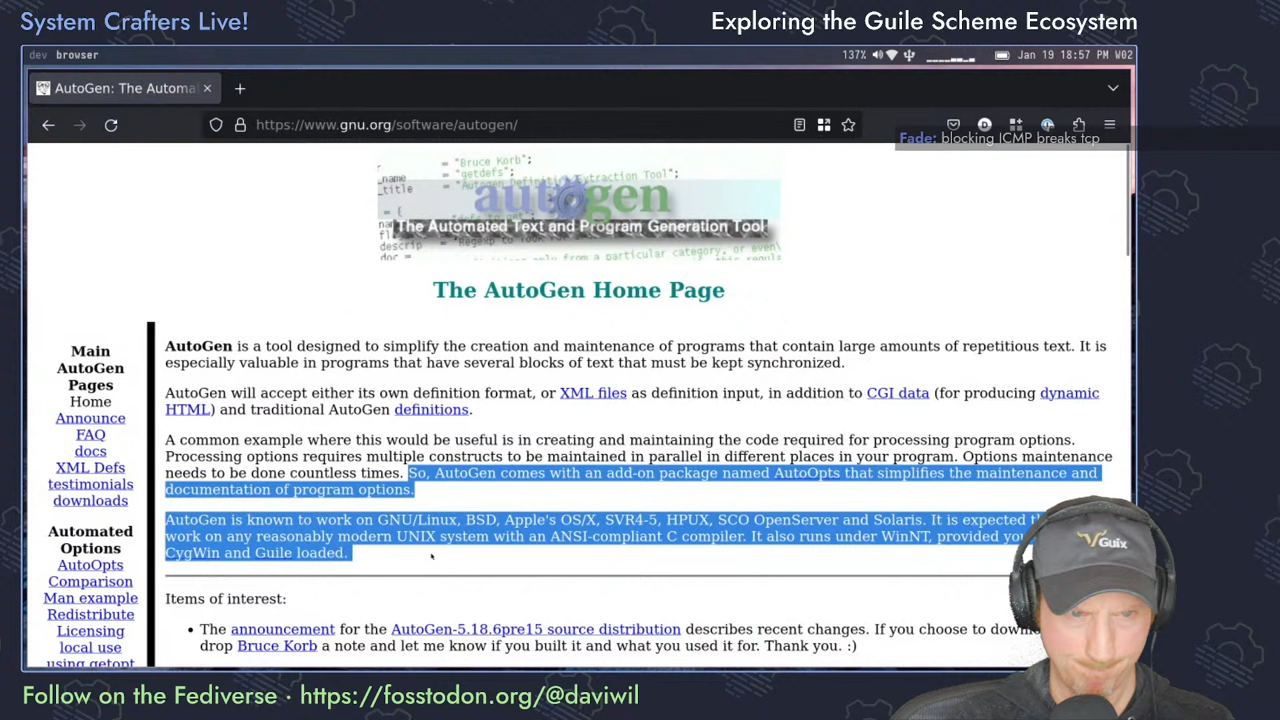 System Crafters Live!
Exploring the Guile Scheme Ecosystem
dev browser
137%
Jan 19 18:57 PM W02
AutoGen: The Automa
https://www.gnu.org/software/autogen/
Fade: blocking ICMP breaks tcp
= "Bruce Korb";
= "getdefs";
autogen
The Automated Text and Program Generation Tool
The AutoGen Home Page
Main
AutoGen
Pages
Home
Announce
FAQ
docs
XML Defs
testimonials
downloads
Automated
Options
AutoOpts
Comparison
Man example
Redistribute
Licensing
local use
using getopt
AutoGen is a tool designed to simplify the creation and maintenance of programs that contain large amounts of repetitious text. It is
especially valuable in programs that have several blocks of text that must be kept synchronized.
AutoGen will accept either its own definition format, or XML files as definition input, in addition to CGI data (for producing dynamic
HTML) and traditional AutoGen definitions.
A common example where this would be useful is in creating and maintaining the code required for processing program options.
Processing options requires multiple constructs to be maintained in parallel in different places in your program. Options maintenance
needs to be done countless times. So, AutoGen comes with an add-on package named AutoOpts that simplifies the maintenance and
documentation of program options.
AutoGen is known to work on GNU/Linux, BSD, Apple's OS/X, SVR4-5, HPUX, SCO OpenServer and Solaris. It is expected
work on any reasonably modern UNIX system with an ANSI-compliant C compiler. It also runs under WinNT, provided you
CygWin and Guile loaded.
Items of interest:
• The announcement for the AutoGen-5.18.6pre15 source distribution describes recent changes. If you choose to
drop Bruce Korb a note and let me know if you built it and what you used it for. Thank you. :)
Guix
Follow on the Fediverse · https://fosstodon.org/@daviwil